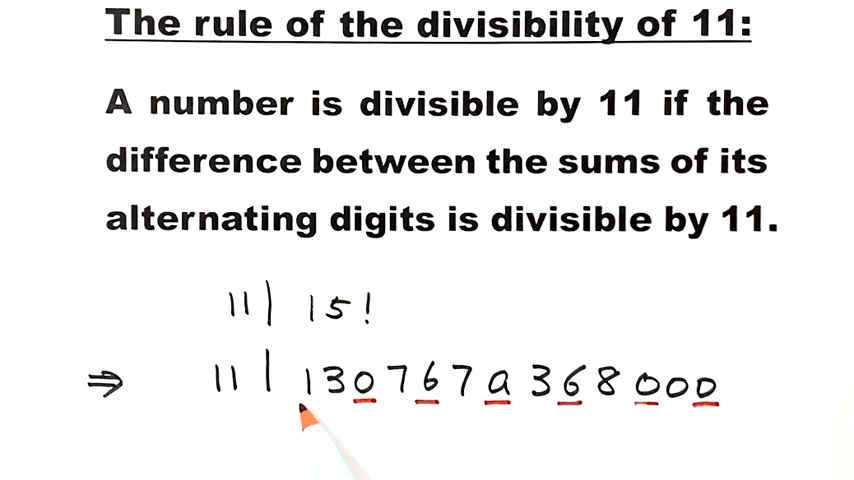 The rule of the divisibility of 11:
A number is divisible by 11 if the
difference between the sums of its
alternating digits is divisible by 11.
11 | 15!
⇒ 11 | 130767a368000